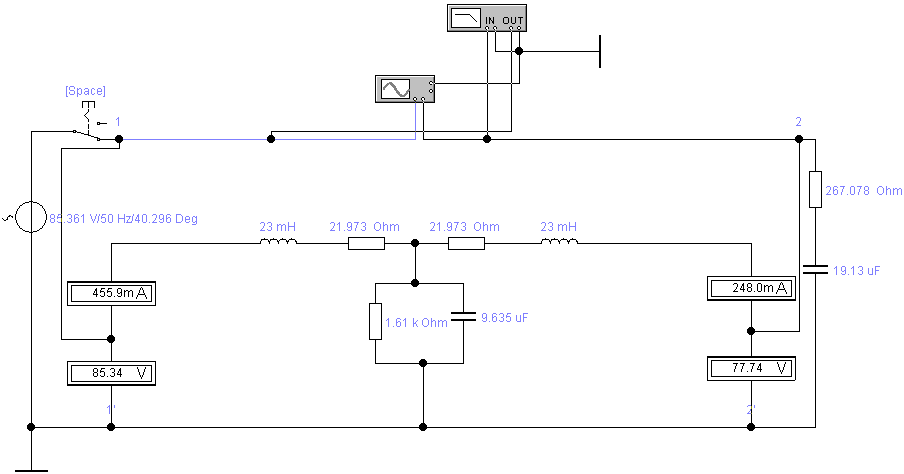 IN OUT
[Space]
1
2
267.078 Ohm
85.361 V/50 Hz/40.296 Deg
23 mH
21.973 Ohm
21.973 Ohm
23 mH
19.13 uF
455.9m A
248.0m A
1.61 k Ohm
9.635 uF
85.34 V
77.74 V
1'
2'